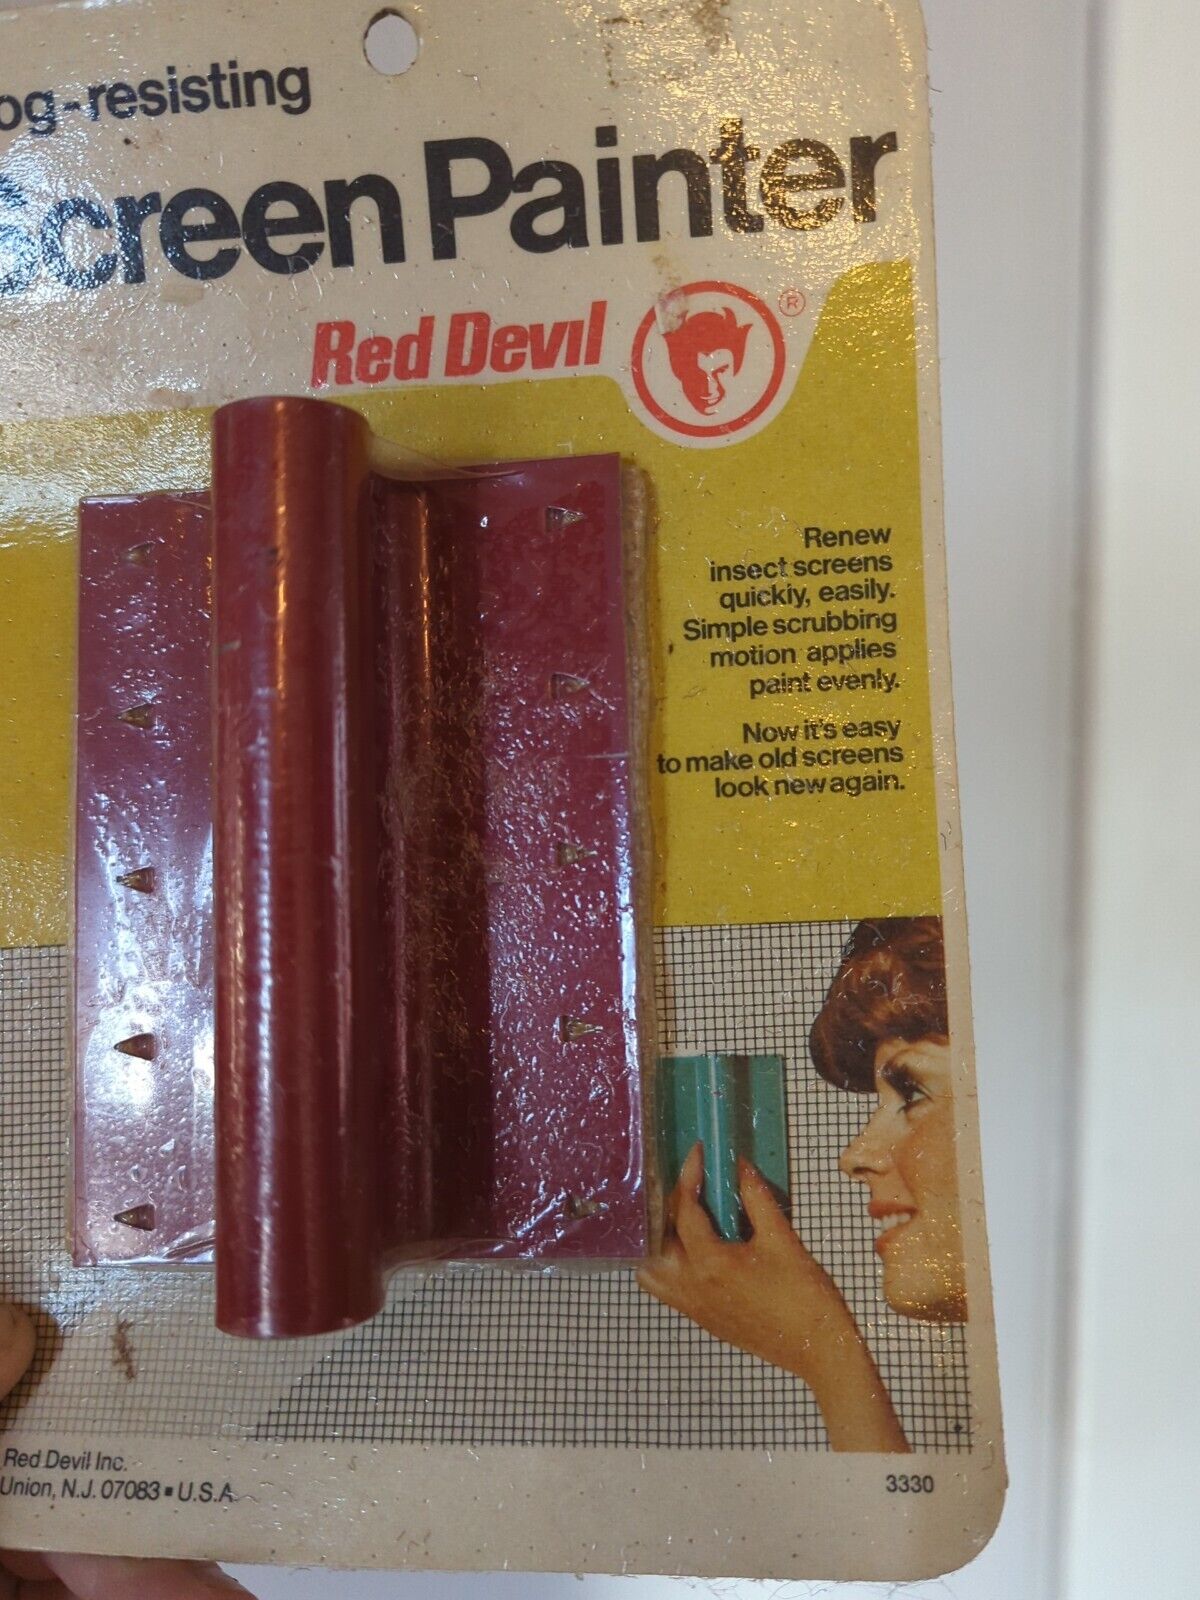 og-resisting
Screen Painter
Red Devil ®
Renew
insect screens
quickly, easily.
Simple scrubbing
motion applies
paint evenly.
Now it's easy
to make old screens
look new again.
Red Devil Inc.
Union, N.J. 07083 ▪ U.S.A.
3330